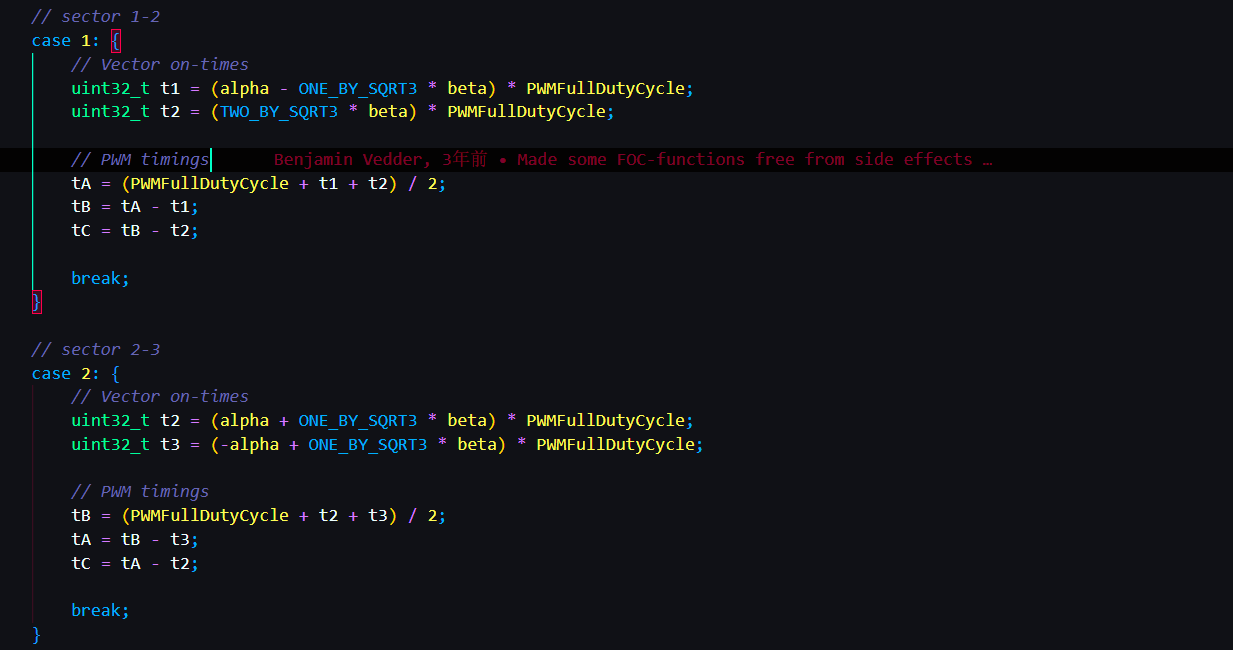 // sector 1-2
case 1: {
// Vector on-times
uint32_t t1 = (alpha - ONE_BY_SQRT3 * beta) * PWMFullDutyCycle;
uint32_t t2 = (TWO_BY_SQRT3 * beta) * PWMFullDutyCycle;
// PWM timings Benjamin Vedder, 3年前 • Made some FOC-functions free from side effects …
tA = (PWMFullDutyCycle + t1 + t2) / 2;
tB = tA - t1;
tC = tB - t2;
break;
}
// sector 2-3
case 2: {
// Vector on-times
uint32_t t2 = (alpha + ONE_BY_SQRT3 * beta) * PWMFullDutyCycle;
uint32_t t3 = (-alpha + ONE_BY_SQRT3 * beta) * PWMFullDutyCycle;
// PWM timings
tB = (PWMFullDutyCycle + t2 + t3) / 2;
tA = tB - t3;
tC = tA - t2;
break;
}